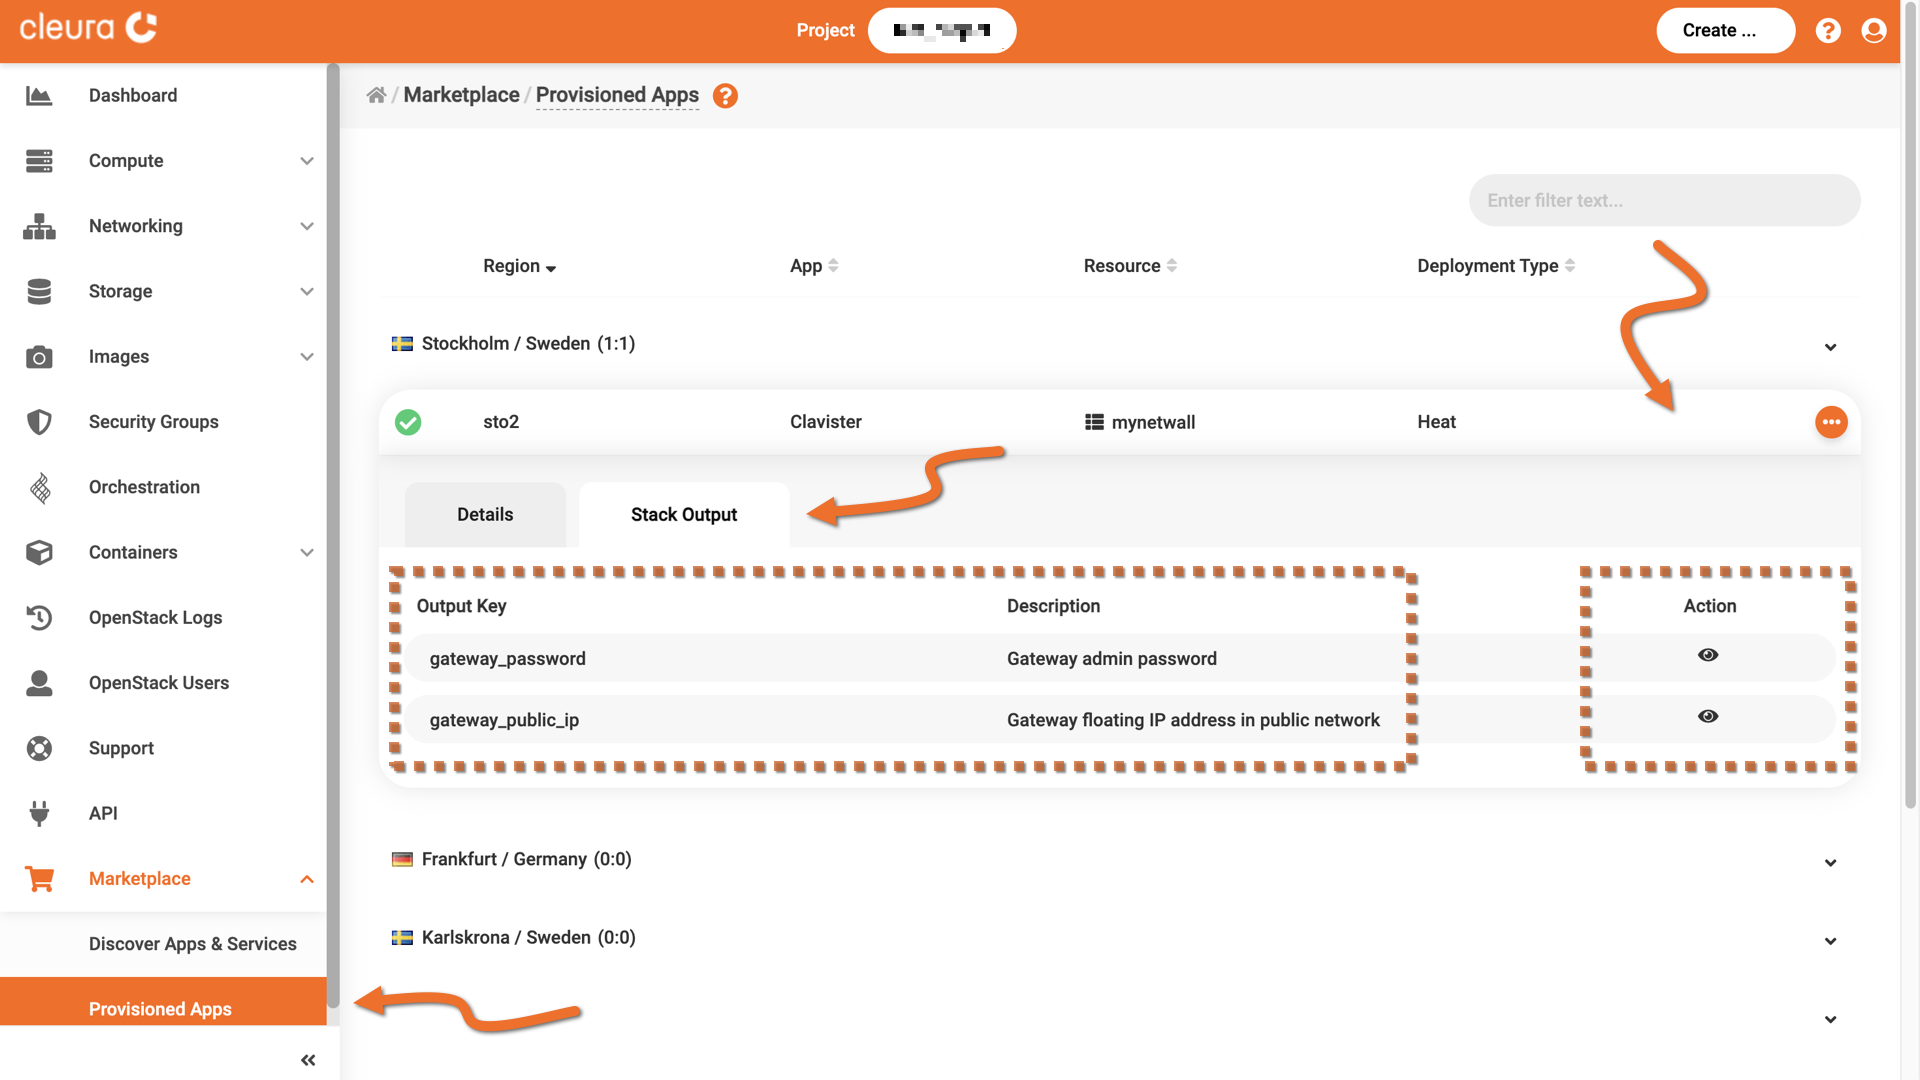 cleura
Project
Create ...
Dashboard
Compute
Networking
Storage
Images
Security Groups
Orchestration
Containers
OpenStack Logs
OpenStack Users
Support
API
Marketplace
Discover Apps & Services
Provisioned Apps
/ Marketplace / Provisioned Apps ?
Enter filter text...
Region App Resource Deployment Type
Stockholm / Sweden (1:1)
sto2 Clavister mynetwall Heat
Details Stack Output
Output Key Description Action
gateway_password Gateway admin password
gateway_public_ip Gateway floating IP address in public network
Frankfurt / Germany (0:0)
Karlskrona / Sweden (0:0)